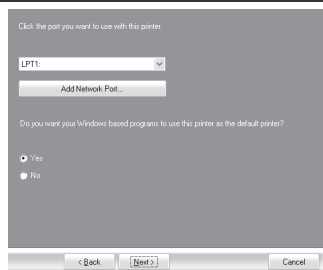 Click the port you want to use with this printer.
LPT1:
Add Network Port...
Do you want your Windows based programs to use this printer as the default printer?
Yes
No
< Back
Next >
Cancel